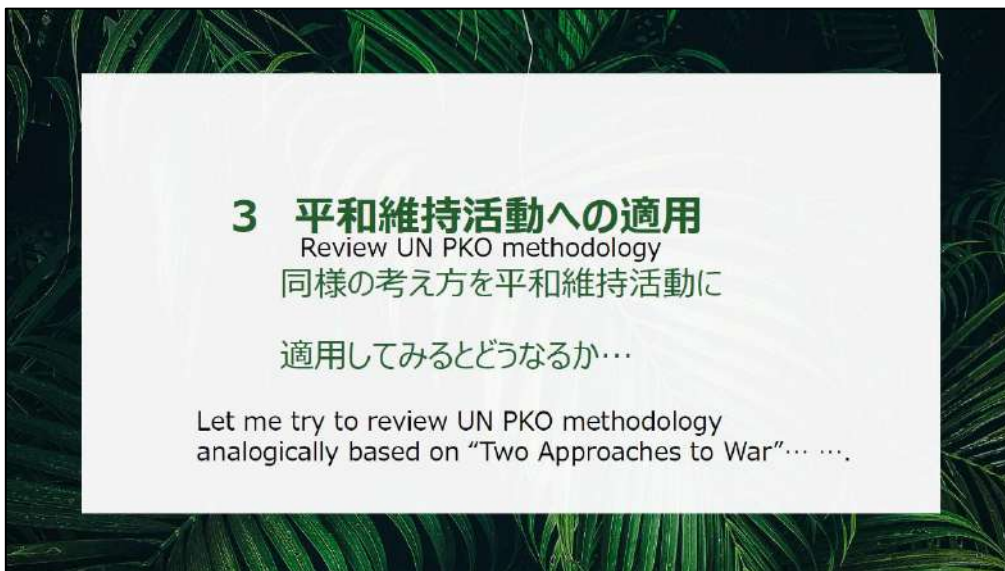 3 平和維持活動への適用
Review UN PKO methodology
同様の考え方を平和維持活動に
適用してみるとどうなるか…
Let me try to review UN PKO methodology
analogically based on “Two Approaches to War”… ….